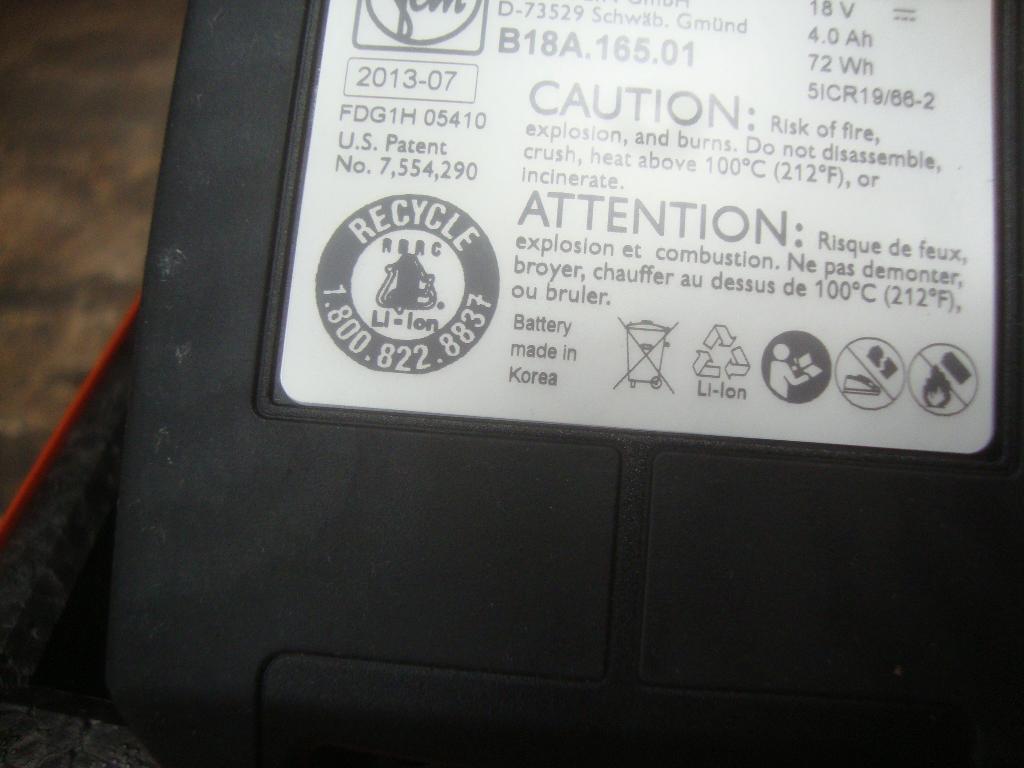 GmbH
D-73529 Schwäb. Gmünd
B18A.165.01
18 V
4.0 Ah
72 Wh
5ICR19/66-2
2013-07
FDG1H 05410
U.S. Patent
No. 7,554,290
CAUTION: Risk of fire,
explosion, and burns. Do not disassemble,
crush, heat above 100°C (212°F), or
incinerate.
ATTENTION: Risque de feux,
explosion et combustion. Ne pas demonter,
broyer, chauffer au dessus de 100°C (212°F),
ou bruler.
RECYCLE
RBRC
Li-Ion
1.800.822.8837
Battery
made in
Korea
Li-Ion